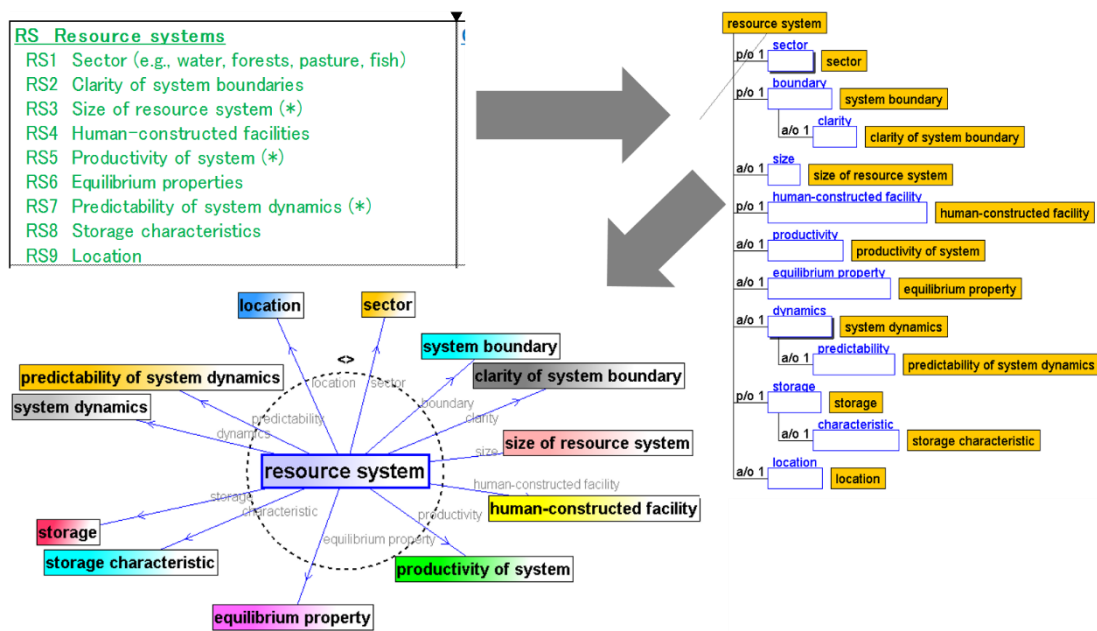 RS Resource systems
RS1 Sector (e.g., water, forests, pasture, fish)
RS2 Clarity of system boundaries
RS3 Size of resource system (*)
RS4 Human-constructed facilities
RS5 Productivity of system (*)
RS6 Equilibrium properties
RS7 Predictability of system dynamics (*)
RS8 Storage characteristics
RS9 Location
resource system
sector
p/o 1
sector
boundary
p/o 1
system boundary
clarity
a/o 1
clarity of system boundary
size
a/o 1
size of resource system
human-constructed facility
p/o 1
human-constructed facility
productivity
a/o 1
productivity of system
equilibrium property
a/o 1
equilibrium property
dynamics
a/o 1
system dynamics
predictability
a/o 1
predictability of system dynamics
storage
p/o 1
storage
characteristic
a/o 1
storage characteristic
location
a/o 1
location
location
sector
<>
system boundary
predictability of system dynamics
clarity of system boundary
location
sector
system dynamics
boundary
predictability
clarity
dynamics
size of resource system
size
resource system
human-constructed facility
storage
human-constructed facility
characteristic
productivity
storage
equilibrium property
storage characteristic
productivity of system
equilibrium property